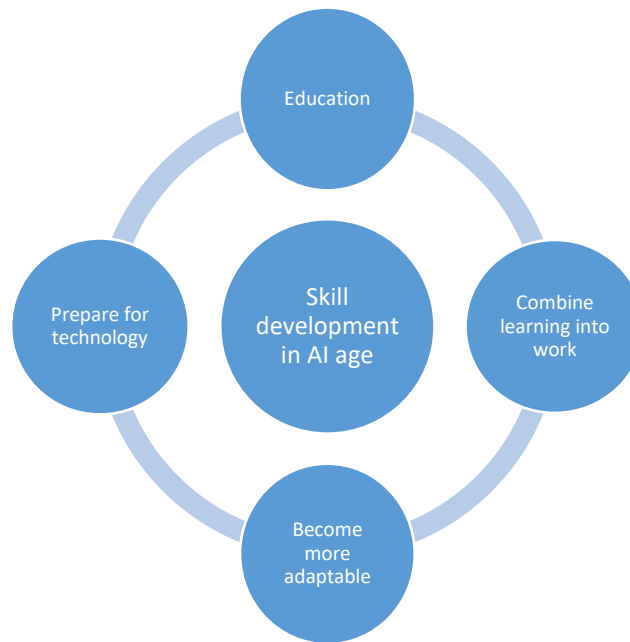 Education
Prepare for
technology
Skill
development
in AI age
Combine
learning into
work
Become
more
adaptable